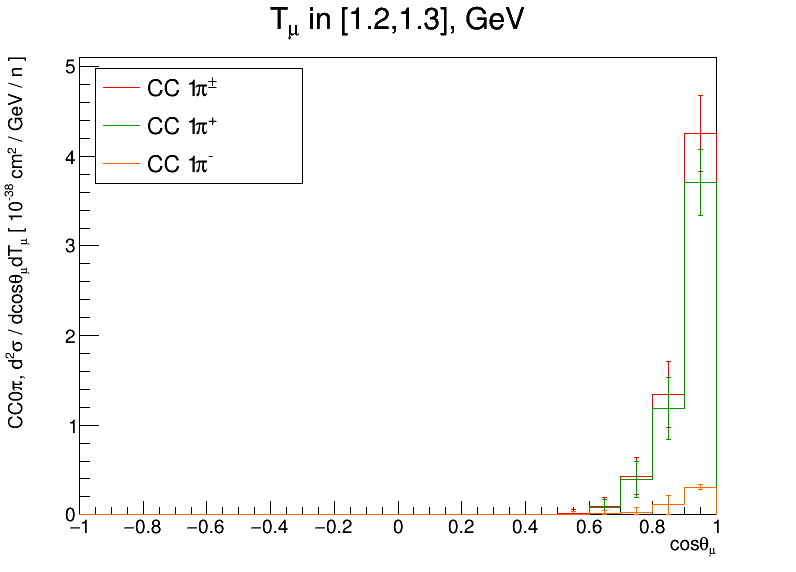 T_μ in [1.2,1.3], GeV
CC0π, d²σ / dcosθ_μdT_μ [ 10⁻³⁸ cm² / GeV / n ]
CC 1π±
CC 1π⁺
CC 1π⁻
5
4
3
2
1
0
−1 −0.8 −0.6 −0.4 −0.2 0 0.2 0.4 0.6 0.8 1
cosθ_μ